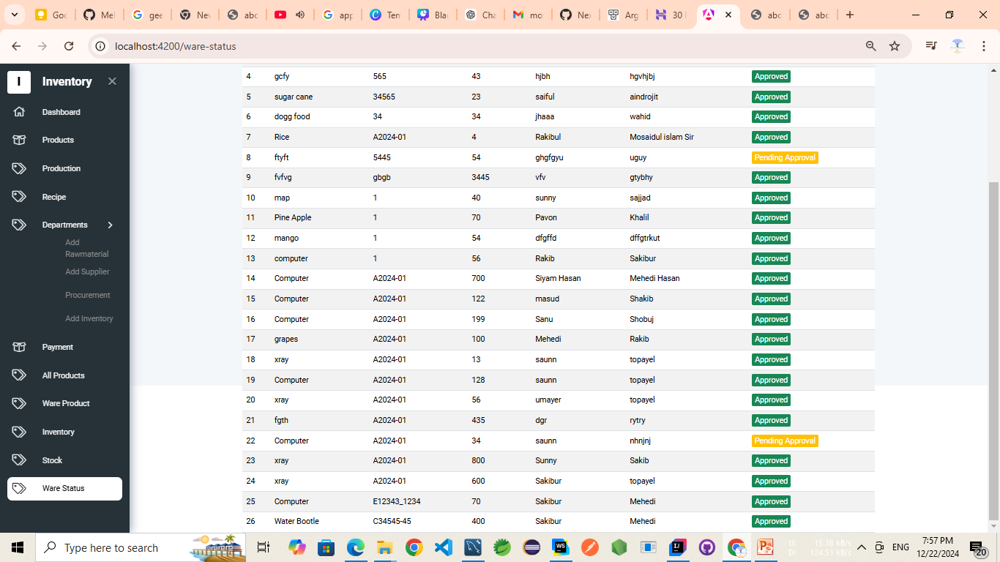 Goo
Mel
gee
Nev
abc
app
Ten
Blac
Cha
mo
Nex
Arg
30 l
abc
abc
localhost:4200/ware-status
I Inventory
Dashboard
Products
Production
Recipe
Departments
Add
Rawmaterial
Add Supplier
Procurement
Add Inventory
Payment
All Products
Ware Product
Inventory
Stock
Ware Status
4 gcfy 565 43 hjbh hgvhjbj Approved
5 sugar cane 34565 23 saiful aindrojit Approved
6 dogg food 34 34 jhaaa wahid Approved
7 Rice A2024-01 4 Rakibul Mosaidul islam Sir Approved
8 ftyft 5445 54 ghgfgyu uguy Pending Approval
9 fvfvg gbgb 3445 vfv gtybhy Approved
10 map 1 40 sunny sajjad Approved
11 Pine Apple 1 70 Pavon Khalil Approved
12 mango 1 54 dfgffd dffgtrkut Approved
13 computer 1 56 Rakib Sakibur Approved
14 Computer A2024-01 700 Siyam Hasan Mehedi Hasan Approved
15 Computer A2024-01 122 masud Shakib Approved
16 Computer A2024-01 199 Sanu Shobuj Approved
17 grapes A2024-01 100 Mehedi Rakib Approved
18 xray A2024-01 13 saunn topayel Approved
19 Computer A2024-01 128 saunn topayel Approved
20 xray A2024-01 56 umayer topayel Approved
21 fgth A2024-01 435 dgr rytry Approved
22 Computer A2024-01 34 saunn nhnjnj Pending Approval
23 xray A2024-01 800 Sunny Sakib Approved
24 xray A2024-01 600 Sakibur topayel Approved
25 Computer E12343_1234 70 Sakibur Mehedi Approved
26 Water Bootle C34545-45 400 Sakibur Mehedi Approved
Type here to search
U: 15.18 kB/s
D: 124.51 kB/s
ENG
7:57 PM
12/22/2024
20